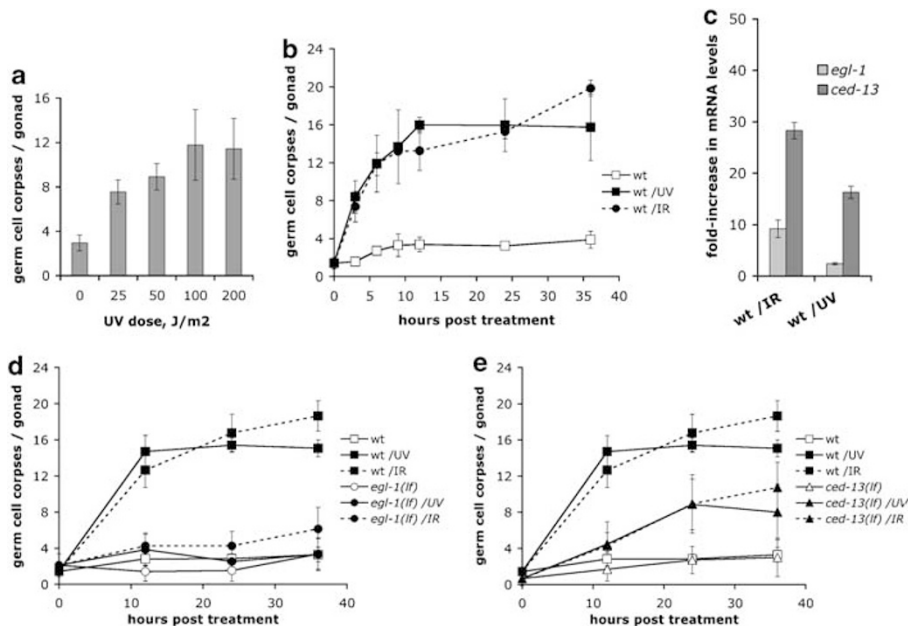 a
germ cell corpses / gonad
16
12
8
4
0
0 25 50 100 200
UV dose, J/m2
b
germ cell corpses / gonad
24
20
16
12
8
4
0
0 5 10 15 20 25 30 35 40
hours post treatment
wt
wt /UV
wt /IR
c
fold-increase in mRNA levels
50
40
30
20
10
0
egl-1
ced-13
wt /IR
wt /UV
d
germ cell corpses / gonad
24
20
16
12
8
4
0
0 10 20 30 40
hours post treatment
wt
wt /UV
wt /IR
egl-1(lf)
egl-1(lf) /UV
egl-1(lf) /IR
e
germ cell corpses / gonad
24
20
16
12
8
4
0
0 10 20 30 40
hours post treatment
wt
wt /UV
wt /IR
ced-13(lf)
ced-13(lf) /UV
ced-13(lf) /IR